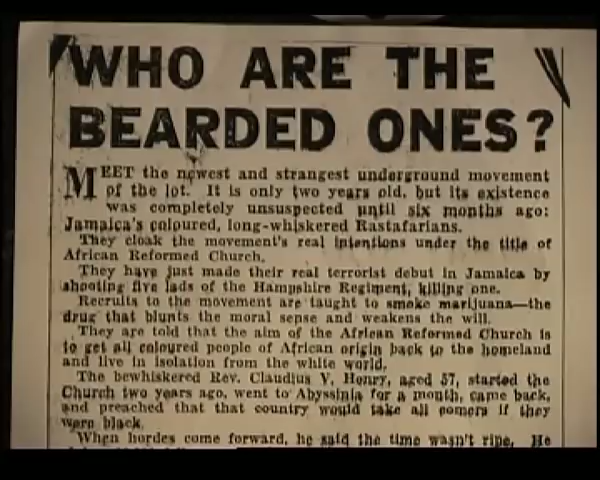 WHO ARE THE
BEARDED ONES?
MEET the newest and strangest underground movement
of the lot. It is only two years old, but its existence
was completely unsuspected until six months ago:
Jamaica's coloured, long-whiskered Rastafarians.
They cloak the movement's real intentions under the title of
African Reformed Church.
They have just made their real terrorist debut in Jamaica by
shooting five lads of the Hampshire Regiment, killing one.
Recruits to the movement are taught to smoke marijuana—the
drug that blunts the moral sense and weakens the will.
They are told that the aim of the African Reformed Church is
to get all coloured people of African origin back to the homeland
and live in isolation from the white world.
The bewhiskered Rev. Claudius V. Henry, aged 57, started the
Church two years ago, went to Abyssinia for a month, came back,
and preached that that country would take all comers if they
were black.
When hordes come forward, he said the time wasn't ripe. He